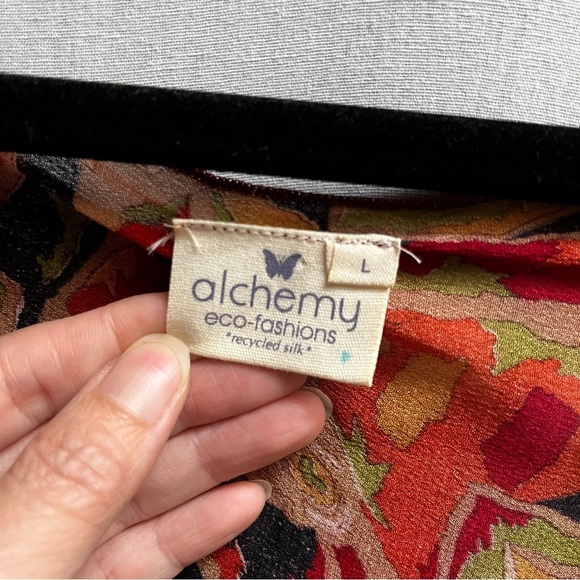 L
alchemy
eco-fashions
*recycled silk*